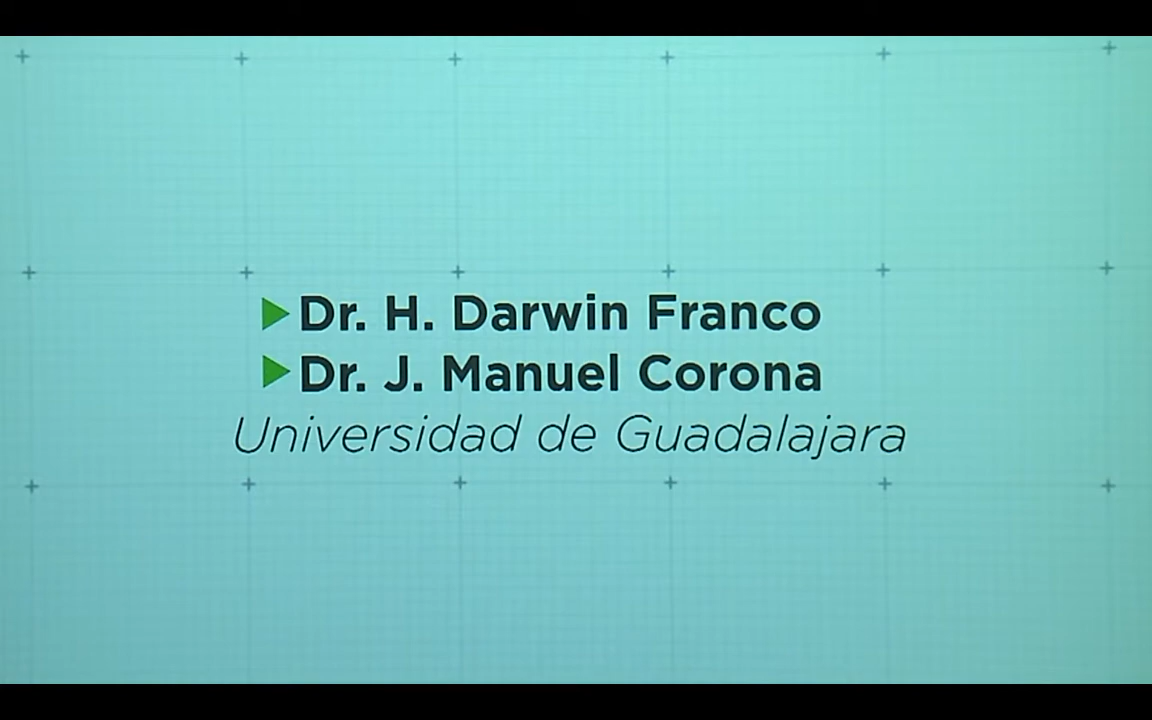 Dr. H. Darwin Franco
Dr. J. Manuel Corona
Universidad de Guadalajara